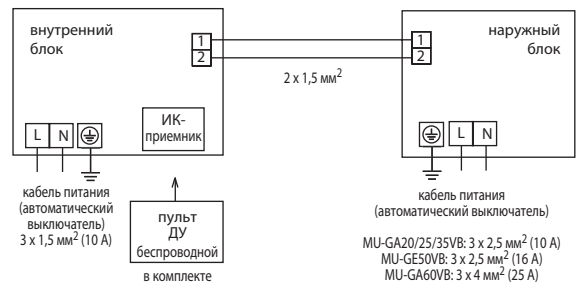 внутренний
блок
1
2
2 x 1,5 мм²
1
2
наружный
блок
L N
ИК-
приемник
L N
кабель питания
(автоматический
выключатель)
3 x 1,5 мм² (10 А)
пульт
ДУ
беспроводной
в комплекте
кабель питания
(автоматический выключатель)
MU-GA20/25/35VB: 3 x 2,5 мм² (10 А)
MU-GE50VB: 3 x 2,5 мм² (16 А)
MU-GA60VB: 3 x 4 мм² (25 А)